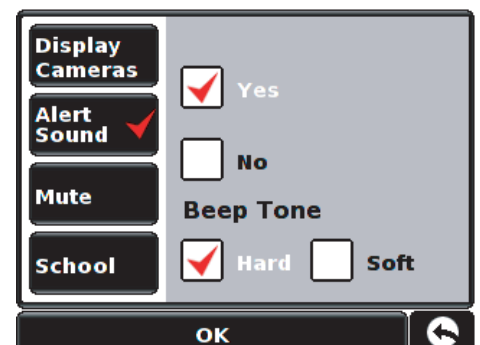 Display
Cameras
Alert
Sound
Mute
School
Yes
No
Beep Tone
Hard Soft
OK